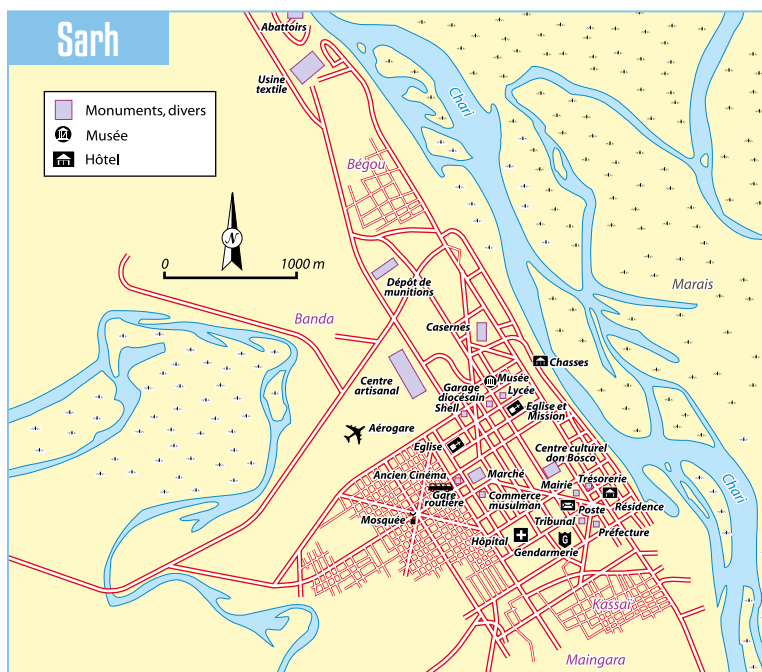 Sarh
Abattoirs
Usine
textile
Monuments, divers
Musée
Hôtel
N
0 1000 m
Chari
Bégou
Marais
Dépôt de
munitions
Banda
Casernes
Chasses
Centre
artisanal
Musée
Lycée
Garage
diocésain
Shell
Eglise et
Mission
Aérogare
Eglise
Centre culturel
don Bosco
Ancien Cinéma
Marché
Trésorerie
Mairie
Gare
routière
Commerce
musulman
Résidence
Mosquée
Poste
Tribunal
Préfecture
Hôpital
G
Gendarmerie
Chari
Kassaï
Maingara